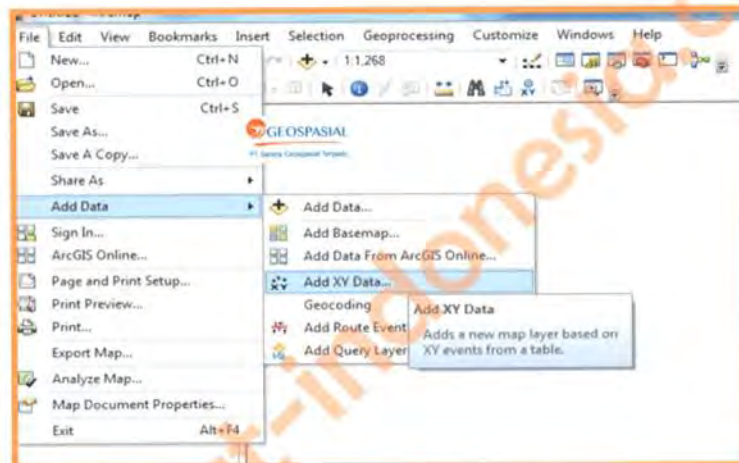 File Edit View Bookmarks Insert Selection Geoprocessing Customize Windows Help
New... Ctrl+N
1:1,268
Open... Ctrl+O
Save Ctrl+S
Save As...
GEOSPASIAL
Save A Copy...
Share As
Add Data
Add Data...
Sign In...
Add Basemap...
ArcGIS Online...
Add Data From ArcGIS Online...
Page and Print Setup...
Add XY Data...
Print Preview...
Geocoding
Add XY Data
Print...
Add Route Event
Adds a new map layer based on
XY events from a table.
Export Map...
Add Query Layer
Analyze Map...
Map Document Properties...
Exit Alt+F4
t-indonesia.c